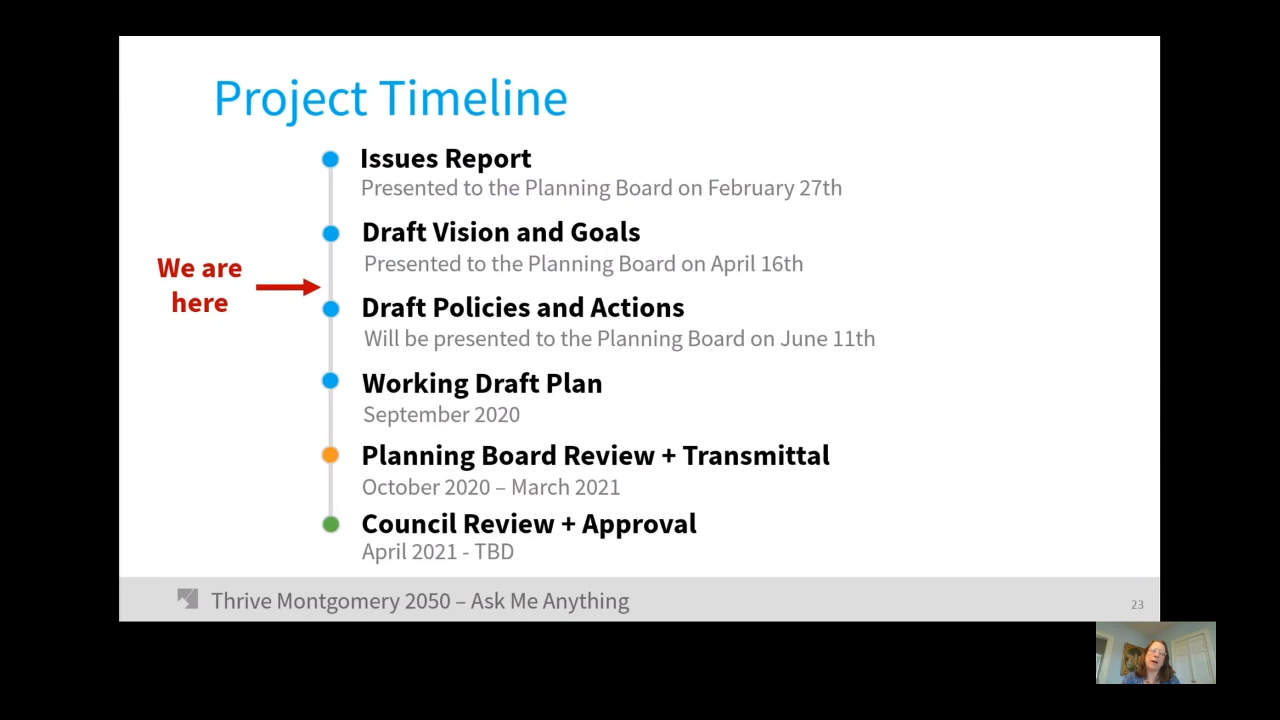 Project Timeline
Issues Report
Presented to the Planning Board on February 27th
Draft Vision and Goals
Presented to the Planning Board on April 16th
We are
here
Draft Policies and Actions
Will be presented to the Planning Board on June 11th
Working Draft Plan
September 2020
Planning Board Review + Transmittal
October 2020 – March 2021
Council Review + Approval
April 2021 - TBD
Thrive Montgomery 2050 – Ask Me Anything
23